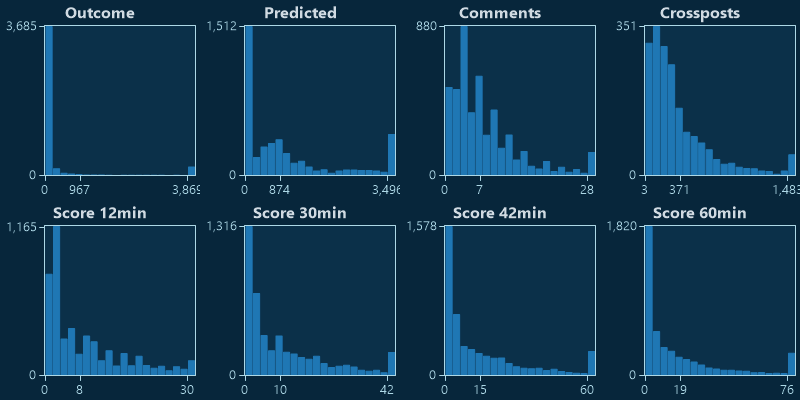 Outcome
3,685
0
0 967 3,869
Predicted
1,512
0
0 874 3,496
Comments
880
0
0 7 28
Crossposts
351
0
3 371 1,483
Score 12min
1,165
0
0 8 30
Score 30min
1,316
0
0 10 42
Score 42min
1,578
0
0 15 60
Score 60min
1,820
0
0 19 76